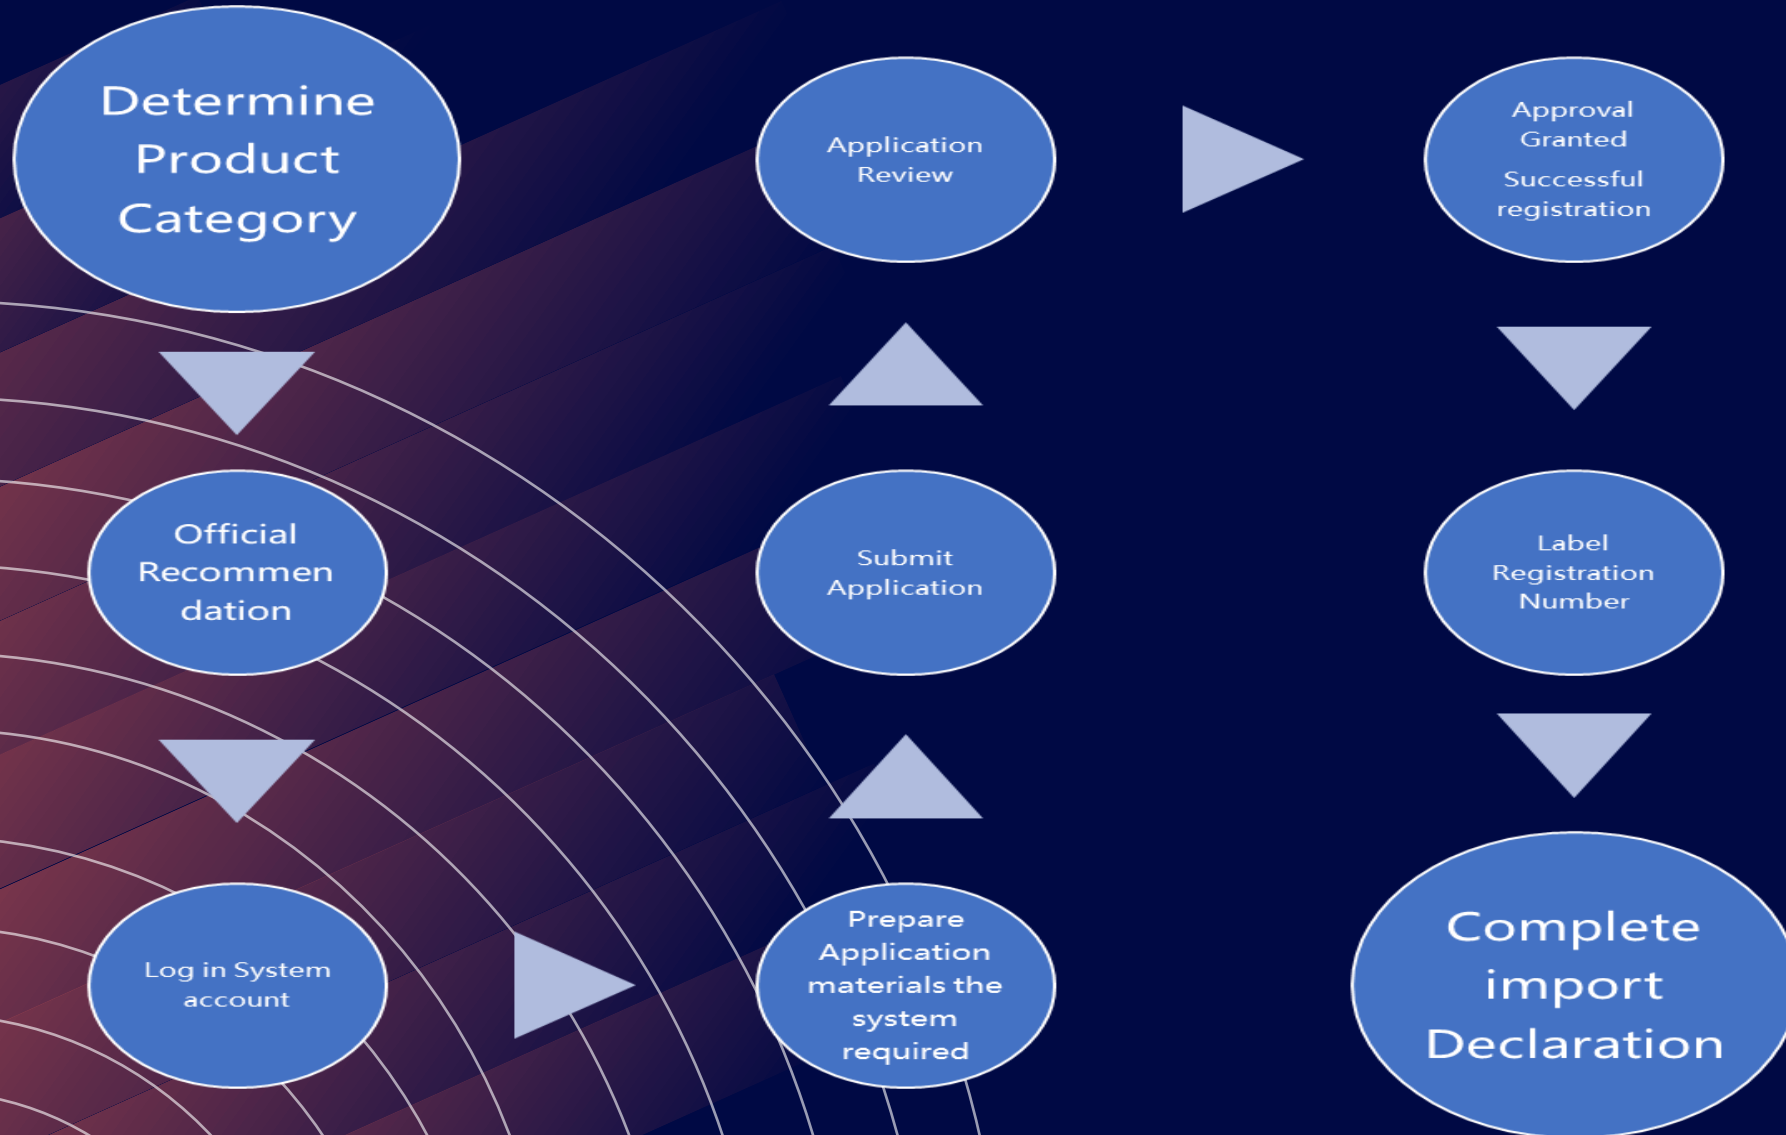 Determine
Product
Category
Official
Recommen
dation
Log in System
account
Prepare
Application
materials the
system
required
Submit
Application
Application
Review
Approval
Granted
Successful
registration
Label
Registration
Number
Complete
import
Declaration